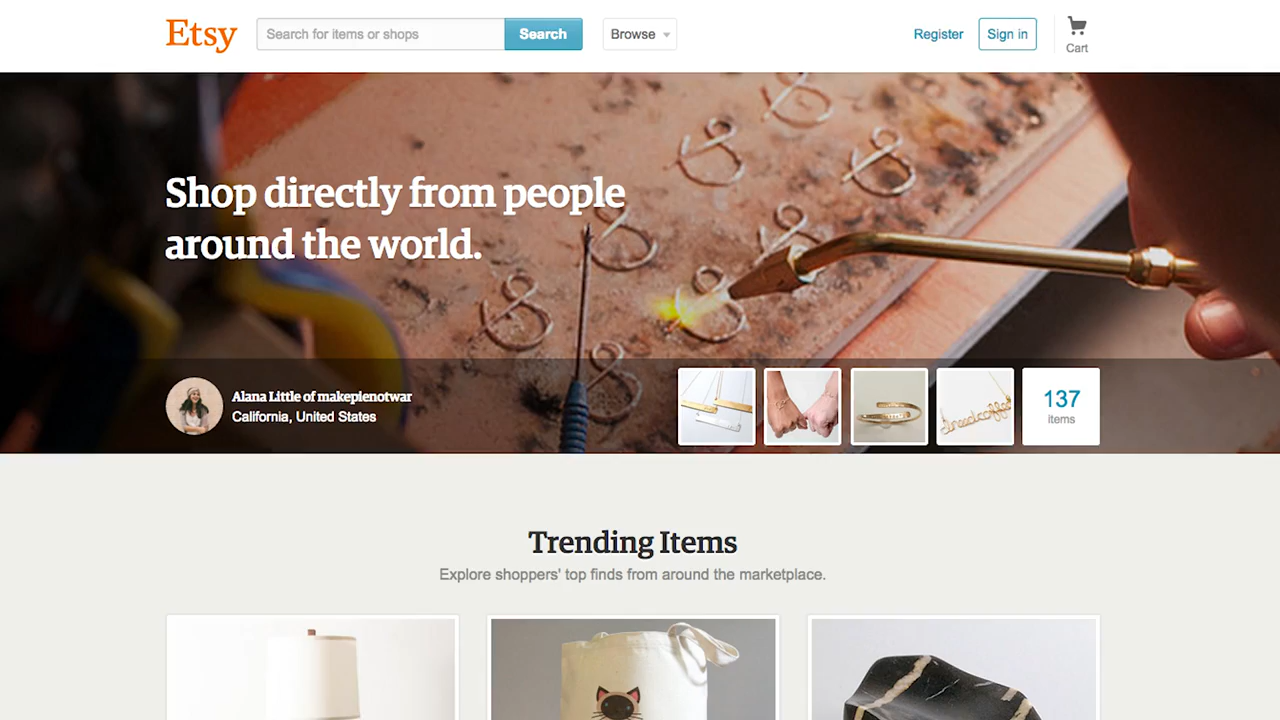 Etsy
Search for items or shops
Search
Browse
Register
Sign in
Cart
Shop directly from people
around the world.
Alana Little of makepienotwar
California, United States
137
items
Trending Items
Explore shoppers' top finds from around the marketplace.